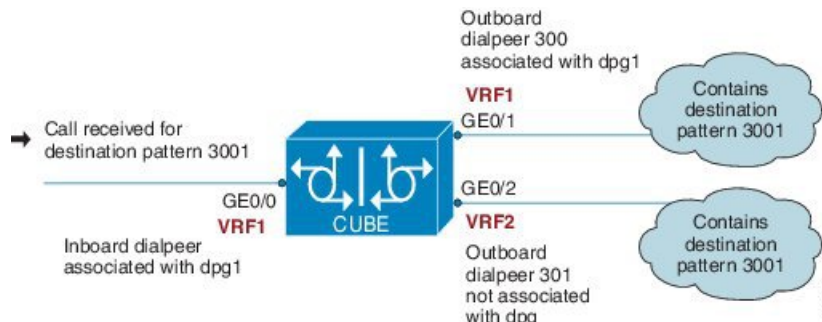 Outboard
dialpeer 300
associated with dpg1
VRF1
GE0/1
Contains
destination
pattern 3001
Call received for
destination pattern 3001
GE0/0
VRF1
CUBE
GE0/2
VRF2
Contains
destination
pattern 3001
Inboard dialpeer
associated with dpg1
Outboard
dialpeer 301
not associated
with dpg